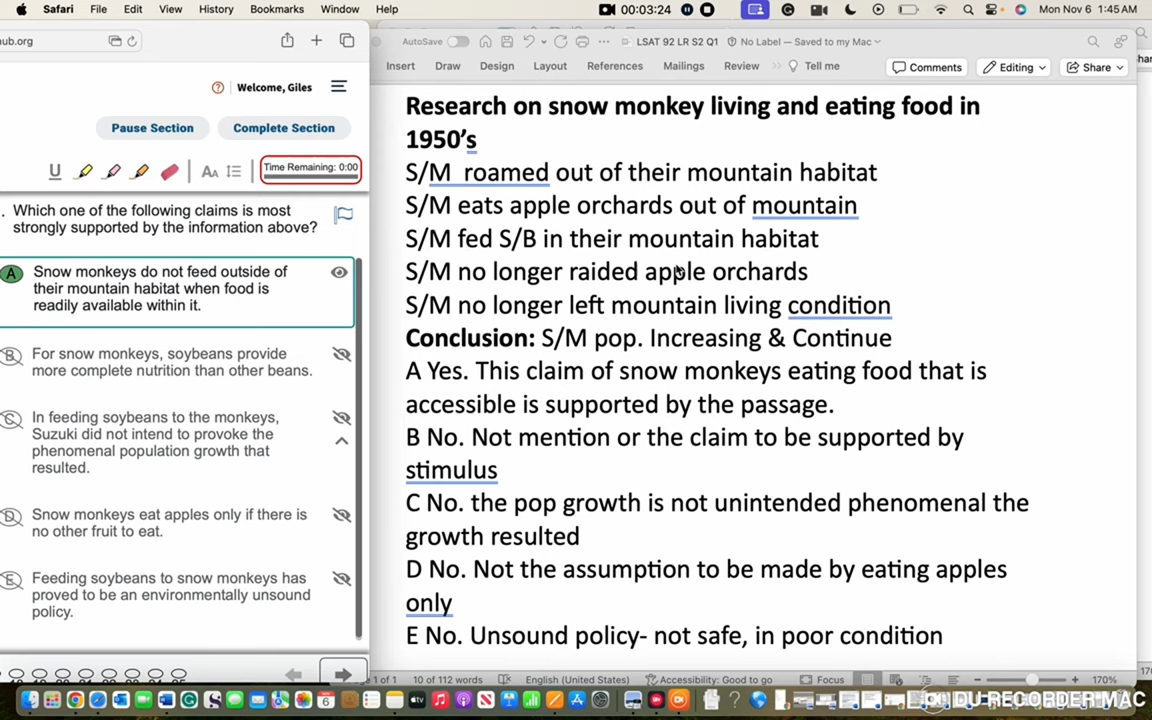 Safari File Edit View History Bookmarks Window Help 00:03:24 Mon Nov 6 1:45 AM
hub.org
AutoSave LSAT 92 LR S2 Q1 No Label — Saved to my Mac
Insert Draw Design Layout References Mailings Review Tell me Comments Editing Share
Welcome, Giles
Pause Section Complete Section
Time Remaining: 0:00
. Which one of the following claims is most
strongly supported by the information above?
A Snow monkeys do not feed outside of
their mountain habitat when food is
readily available within it.
B For snow monkeys, soybeans provide
more complete nutrition than other beans.
C In feeding soybeans to the monkeys,
Suzuki did not intend to provoke the
phenomenal population growth that
resulted.
D Snow monkeys eat apples only if there is
no other fruit to eat.
E Feeding soybeans to snow monkeys has
proved to be an environmentally unsound
policy.
Research on snow monkey living and eating food in
1950's
S/M roamed out of their mountain habitat
S/M eats apple orchards out of mountain
S/M fed S/B in their mountain habitat
S/M no longer raided apple orchards
S/M no longer left mountain living condition
Conclusion: S/M pop. Increasing & Continue
A Yes. This claim of snow monkeys eating food that is
accessible is supported by the passage.
B No. Not mention or the claim to be supported by
stimulus
C No. the pop growth is not unintended phenomenal the
growth resulted
D No. Not the assumption to be made by eating apples
only
E No. Unsound policy- not safe, in poor condition
1 of 1 10 of 112 words English (United States) Accessibility: Good to go Focus 170%
DU RECORDER MAC